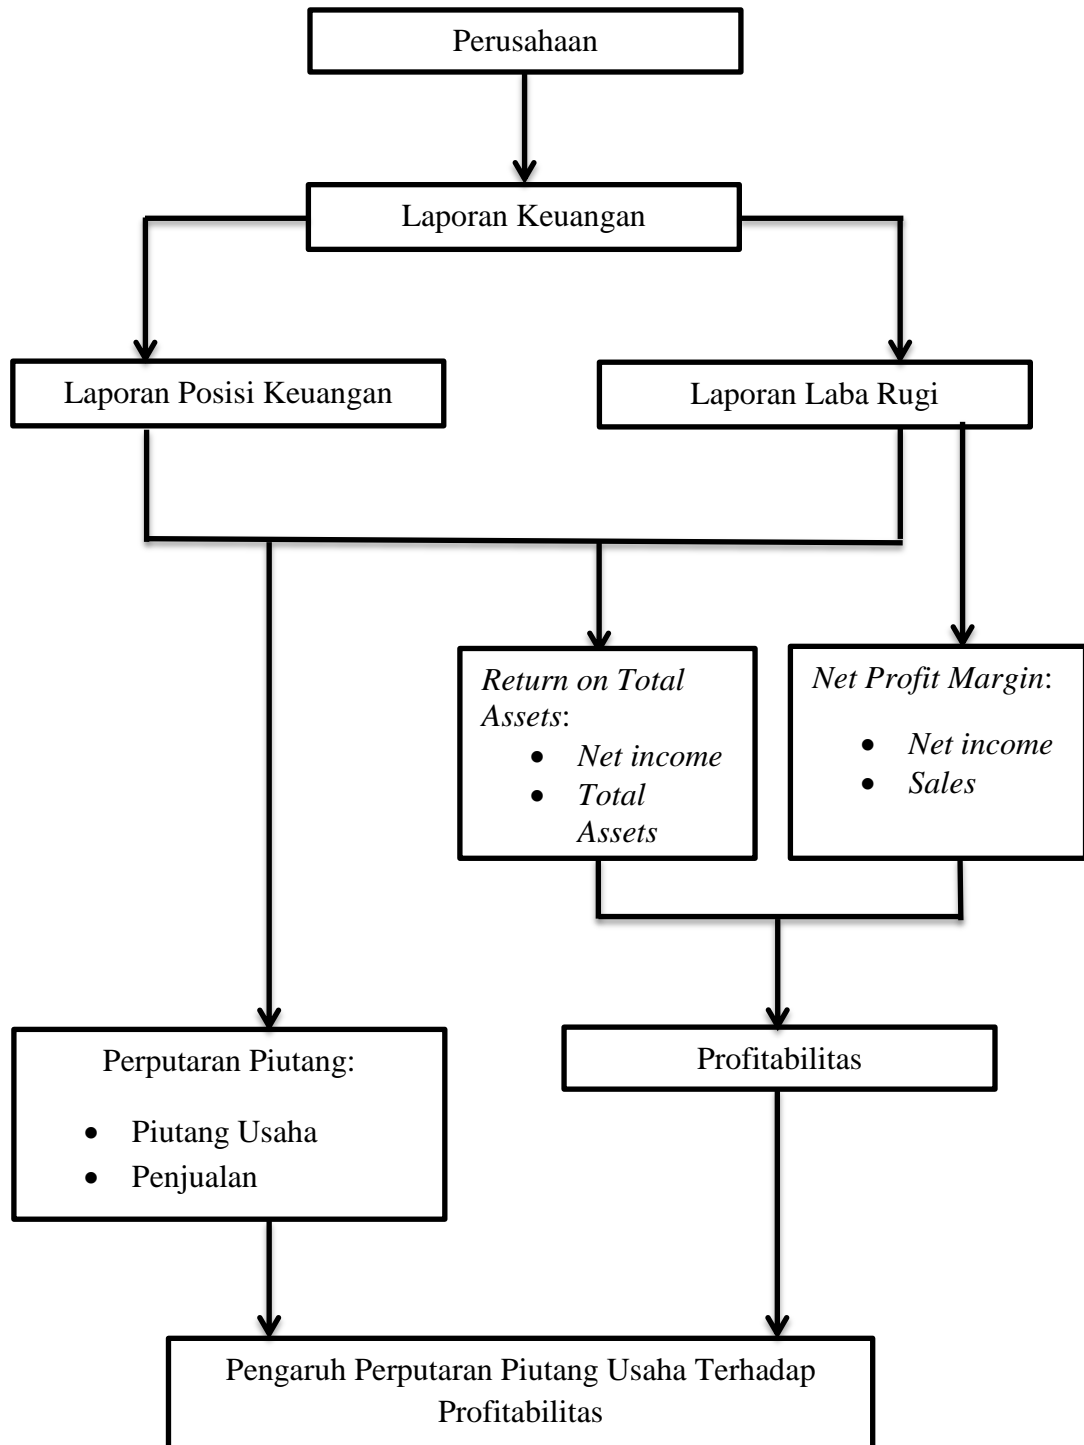 Perusahaan
Laporan Keuangan
Laporan Posisi Keuangan
Laporan Laba Rugi
Return on Total
Assets:
• Net income
• Total
Assets
Net Profit Margin:
• Net income
• Sales
Perputaran Piutang:
• Piutang Usaha
• Penjualan
Profitabilitas
Pengaruh Perputaran Piutang Usaha Terhadap
Profitabilitas